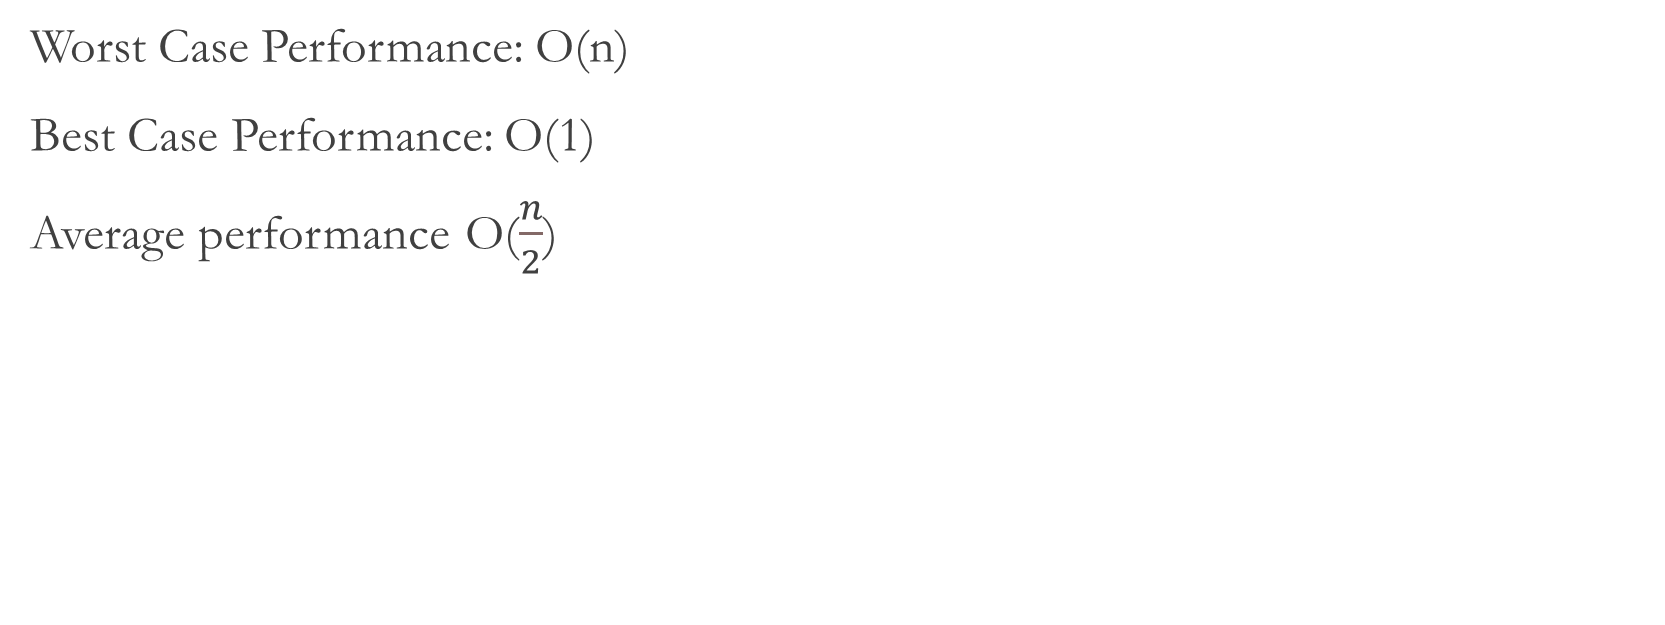 Worst Case Performance: O(n)
Best Case Performance: O(1)
Average performance O(n/2)